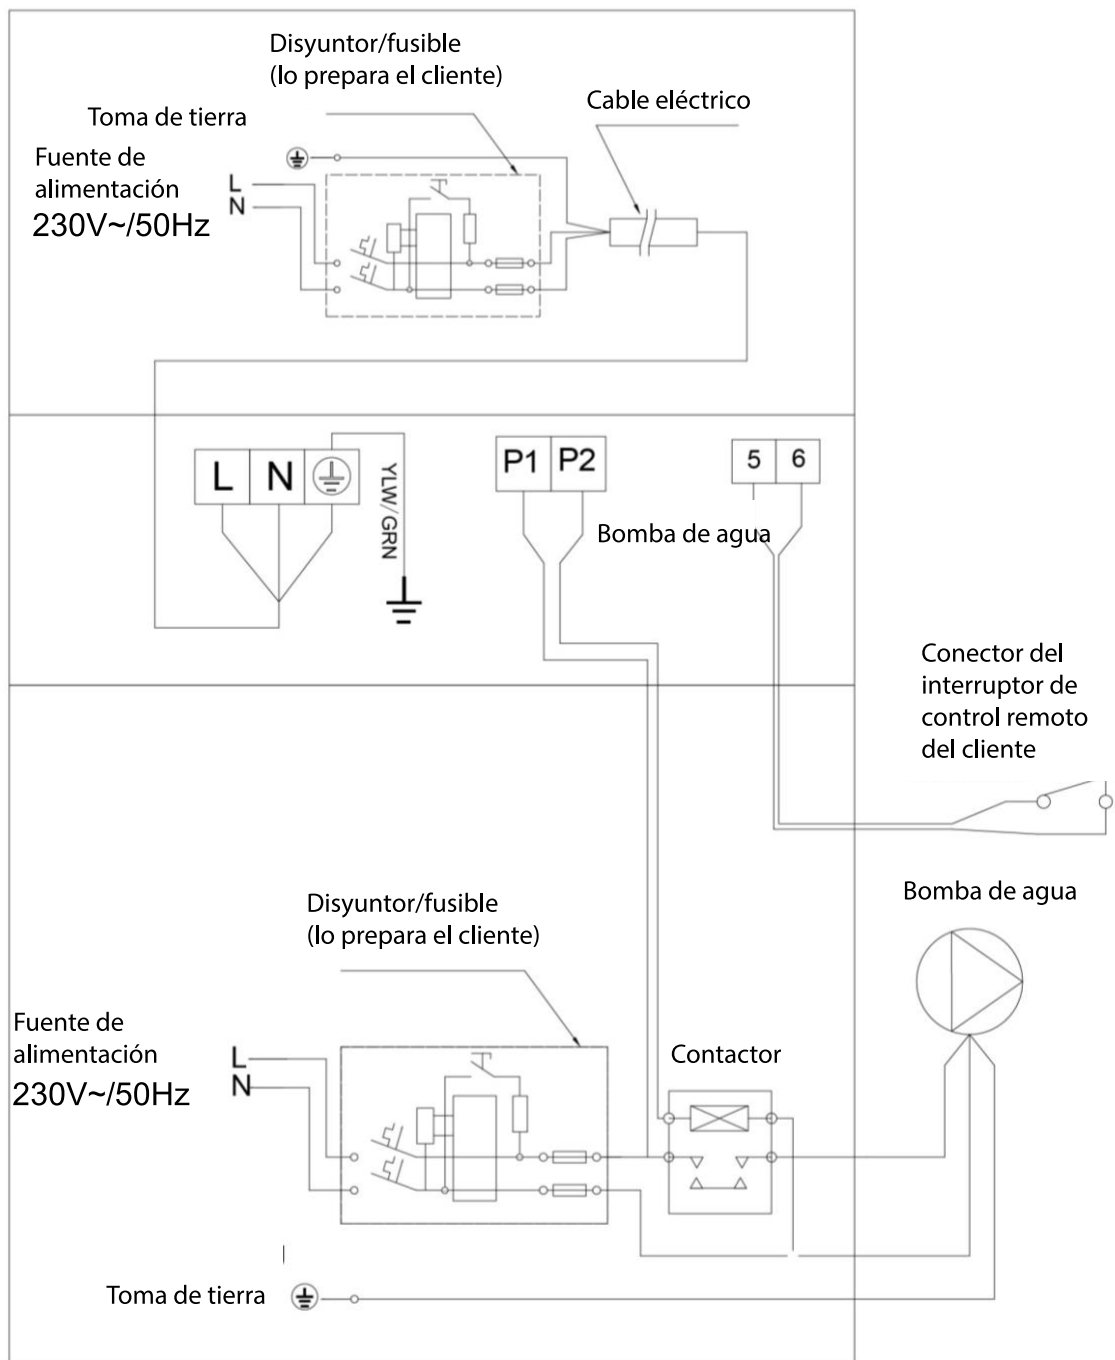 Disyuntor/fusible
(lo prepara el cliente)
Cable eléctrico
Toma de tierra
Fuente de
alimentación
230V~/50Hz
L
N
L N
YLW/GRN
P1 P2
5 6
Bomba de agua
Conector del
interruptor de
control remoto
del cliente
Bomba de agua
Disyuntor/fusible
(lo prepara el cliente)
Fuente de
alimentación
230V~/50Hz
L
N
Contactor
Toma de tierra